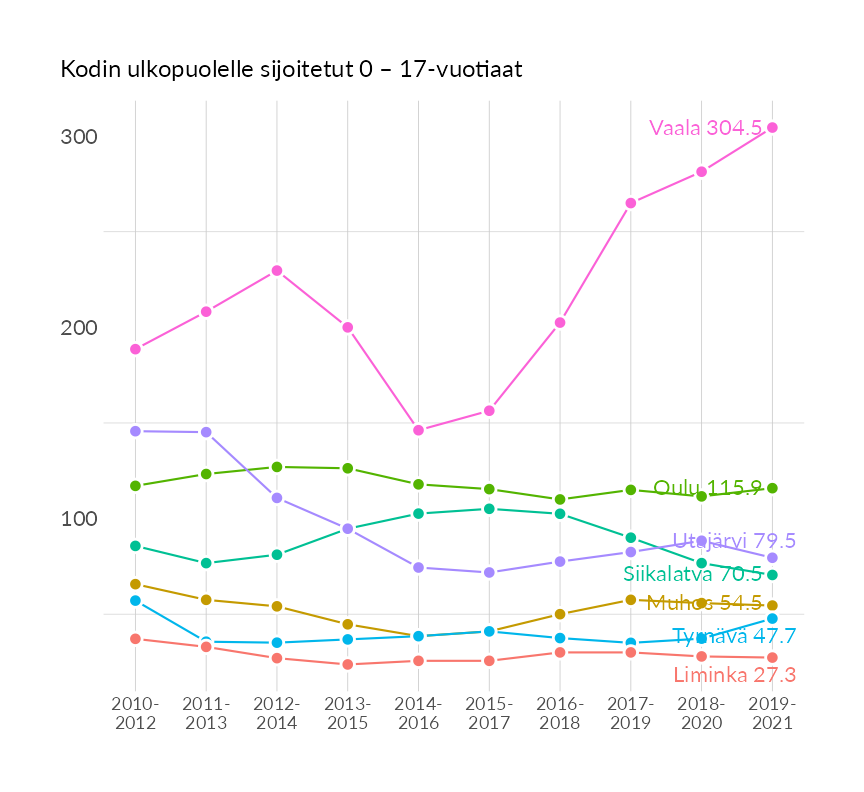 Kodin ulkopuolelle sijoitetut 0 – 17-vuotiaat
300
200
100
Vaala 304.5
Oulu 115.9
Utajärvi 79.5
Siikalatva 70.5
Muhos 54.5
Tyrnävä 47.7
Liminka 27.3
2010-
2012
2011-
2013
2012-
2014
2013-
2015
2014-
2016
2015-
2017
2016-
2018
2017-
2019
2018-
2020
2019-
2021